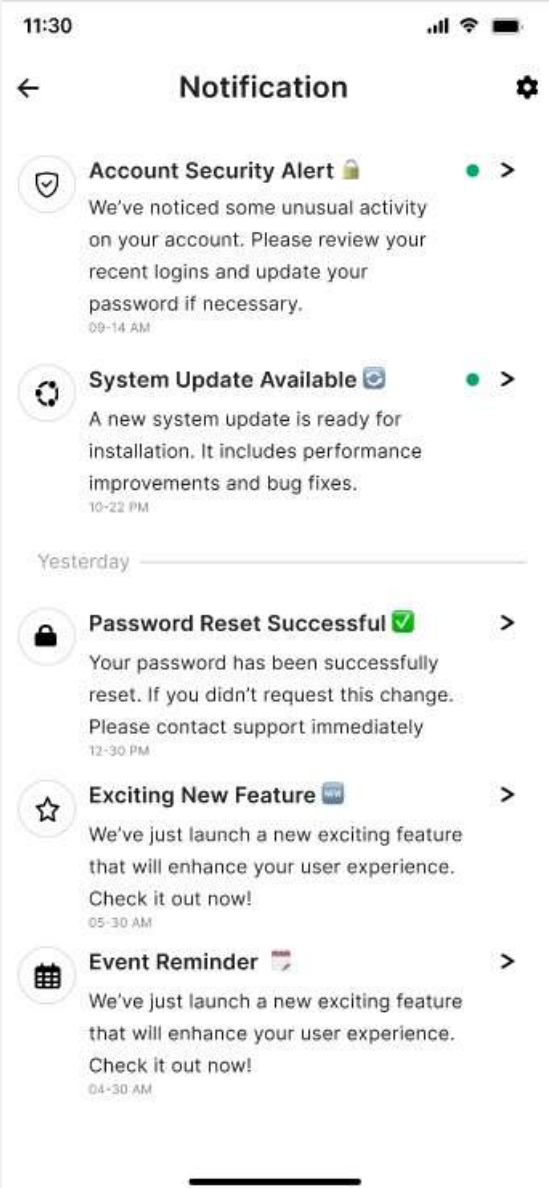 11:30
Notification
Account Security Alert 🔒
We've noticed some unusual activity
on your account. Please review your
recent logins and update your
password if necessary.
09-14 AM
System Update Available 🔄
A new system update is ready for
installation. It includes performance
improvements and bug fixes.
10-22 PM
Yesterday
Password Reset Successful ✅
Your password has been successfully
reset. If you didn't request this change.
Please contact support immediately
12-30 PM
Exciting New Feature 🆕
We've just launch a new exciting feature
that will enhance your user experience.
Check it out now!
05-30 AM
Event Reminder 🗓️
We've just launch a new exciting feature
that will enhance your user experience.
Check it out now!
04-30 AM